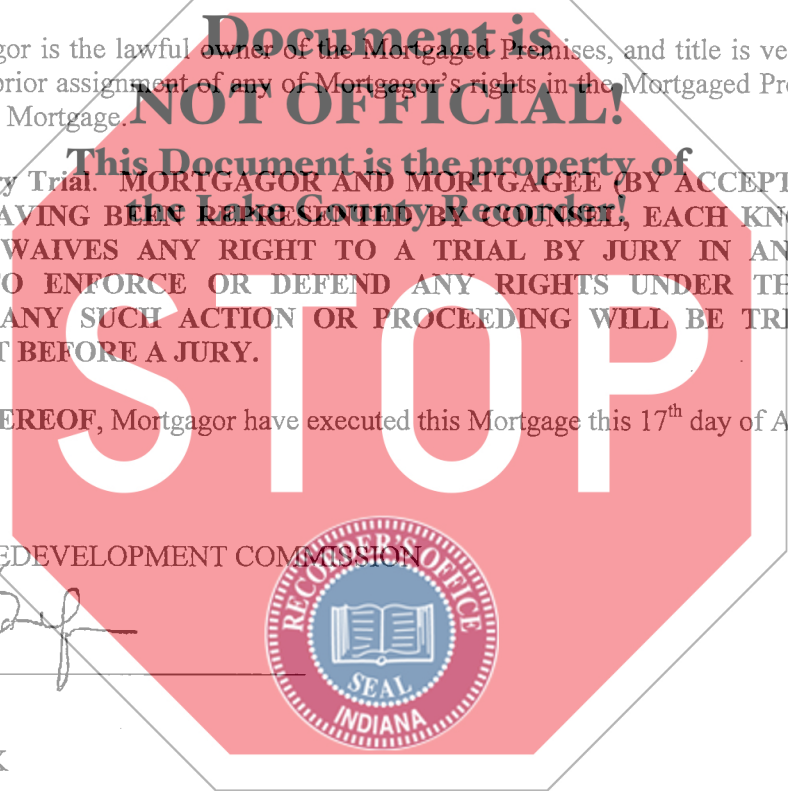 Document is
gor is the lawful owner of the Mortgaged Premises, and title is ve
prior assignment of any of Mortgagor's rights in the Mortgaged Pr
NOT OFFICIAL!
Mortgage.
This Document is the property of
y Trial. MORTGAGOR AND MORTGAGEE (BY ACCEPT
the Lake County Recorder!
AVING BEEN REPRESENTED BY COUNSEL, EACH KN
WAIVES ANY RIGHT TO A TRIAL BY JURY IN AN
O ENFORCE OR DEFEND ANY RIGHTS UNDER TH
ANY SUCH ACTION OR PROCEEDING WILL BE TR
T BEFORE A JURY.
STOP
EREOF, Mortgagor have executed this Mortgage this 17th day of A
EDEVELOPMENT COMMISSION
RECORDER'S OFFICE
SEAL
INDIANA